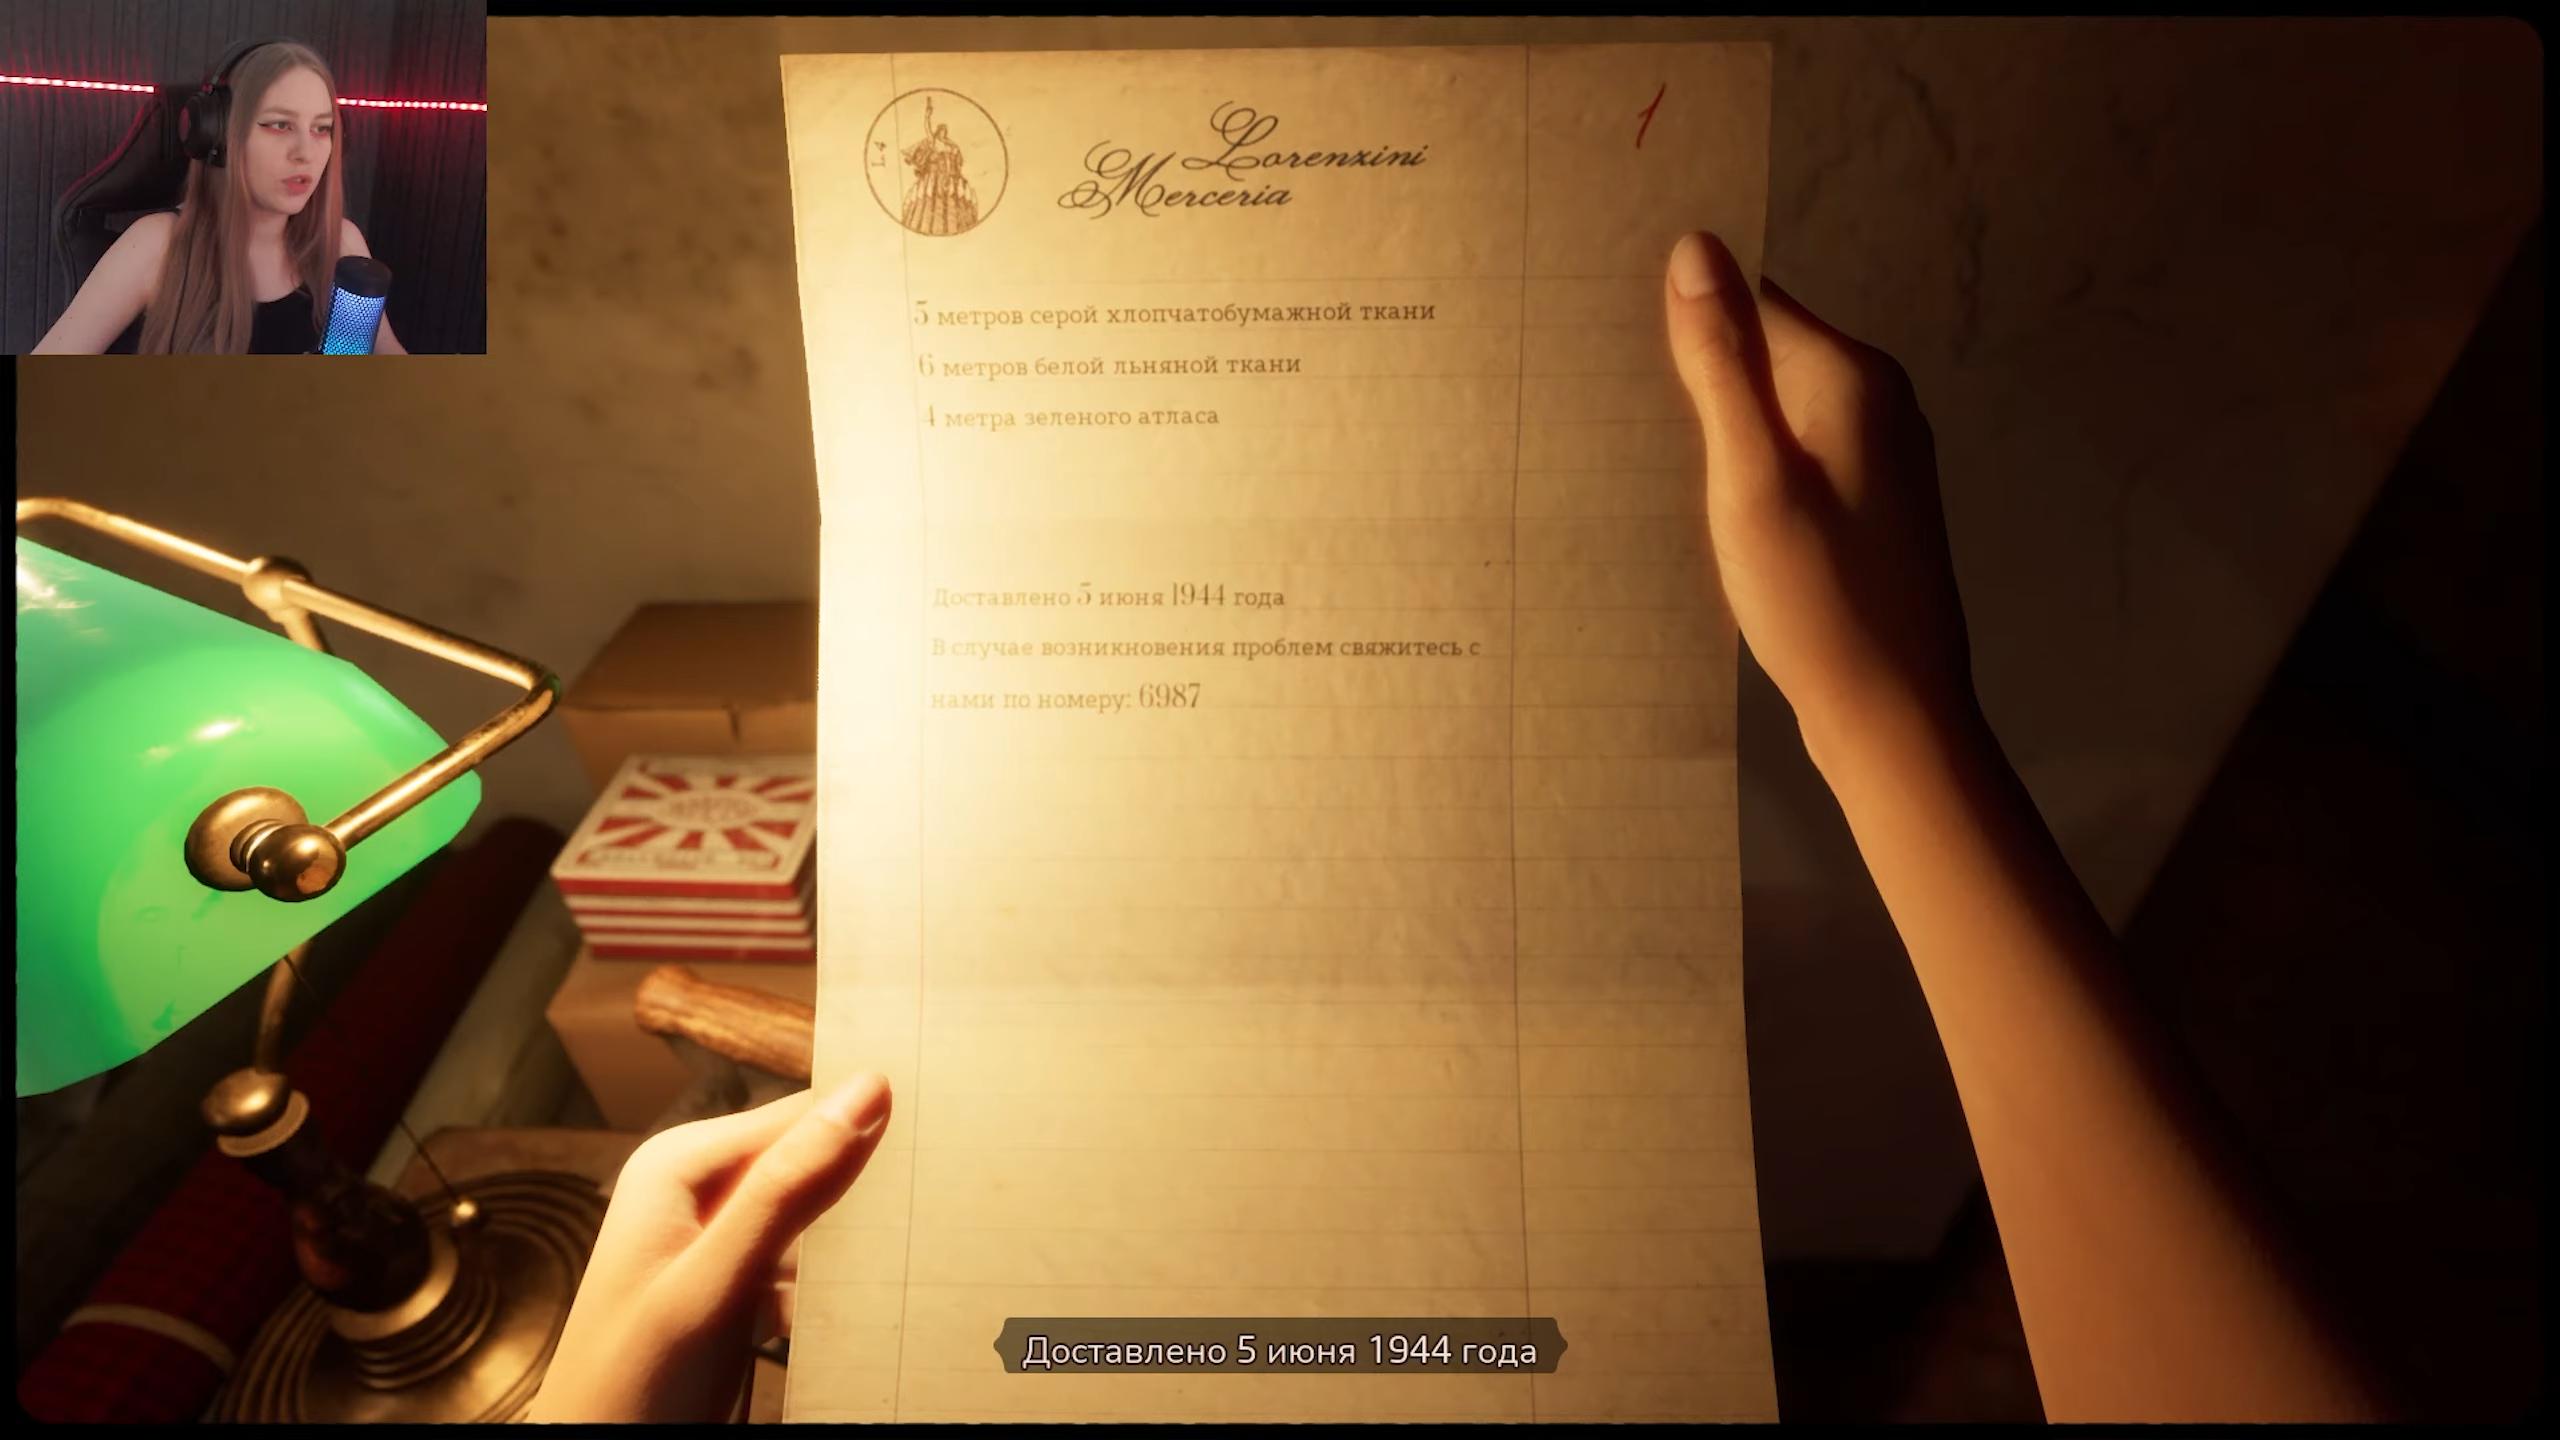 L. 4
Lorenzini
Merceria
1
5 метров серой хлопчатобумажной ткани
6 метров белой льняной ткани
4 метра зеленого атласа
Доставлено 5 июня 1944 года
В случае возникновения проблем свяжитесь с
нами по номеру: 6987
Доставлено 5 июня 1944 года